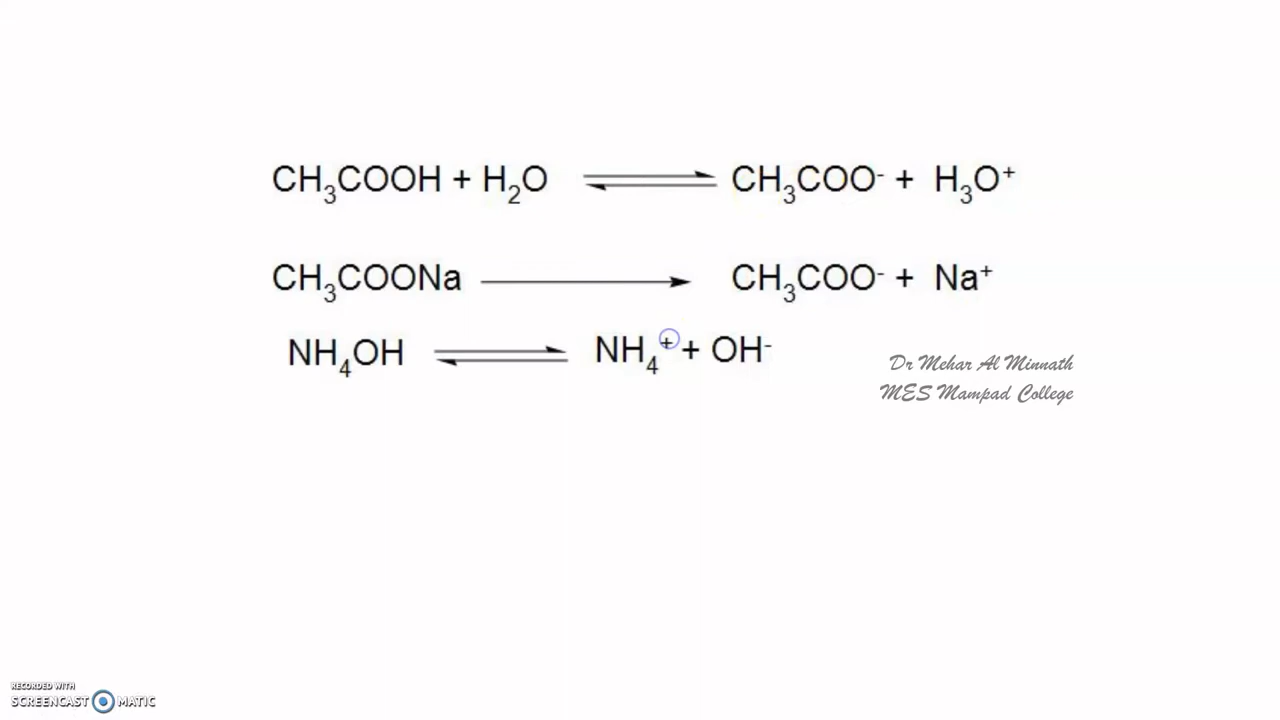 CH₃COOH + H₂O ⇌ CH₃COO⁻ + H₃O⁺
CH₃COONa ⟶ CH₃COO⁻ + Na⁺
NH₄OH ⇌ NH₄⁺ + OH⁻
Dr Mehar Al Minnath
MES Mampad College
RECORDED WITH
SCREENCAST MATIC